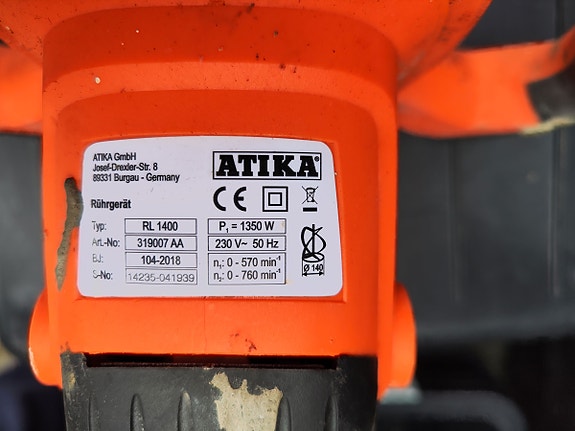 ATIKA GmbH
Josef-Drexler-Str. 8
89331 Burgau - Germany
ATIKA®
CE
Rührgerät
Typ: RL 1400 P₁ = 1350 W
Art.-No: 319007 AA 230 V~ 50 Hz
BJ: 104-2018 n₁: 0 - 570 min⁻¹
S-No: 14235-041939 n₂: 0 - 760 min⁻¹
Ø 140